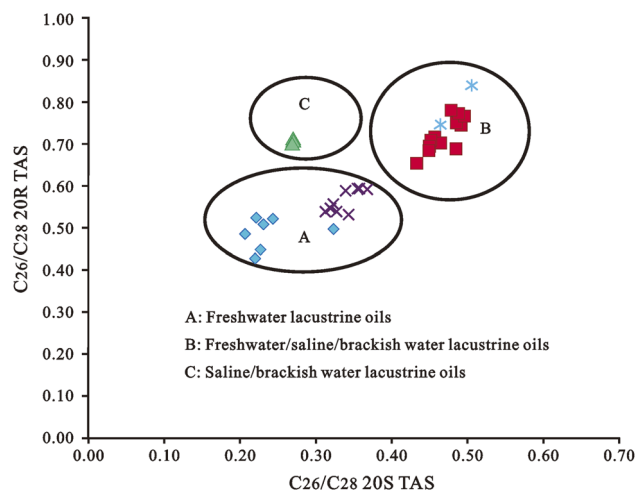 1.00
0.90
0.80
0.70
0.60
0.50
0.40
0.30
0.20
0.10
0.00
C26/C28 20R TAS
C
B
A
A: Freshwater lacustrine oils
B: Freshwater/saline/brackish water lacustrine oils
C: Saline/brackish water lacustrine oils
0.00 0.10 0.20 0.30 0.40 0.50 0.60 0.70
C26/C28 20S TAS